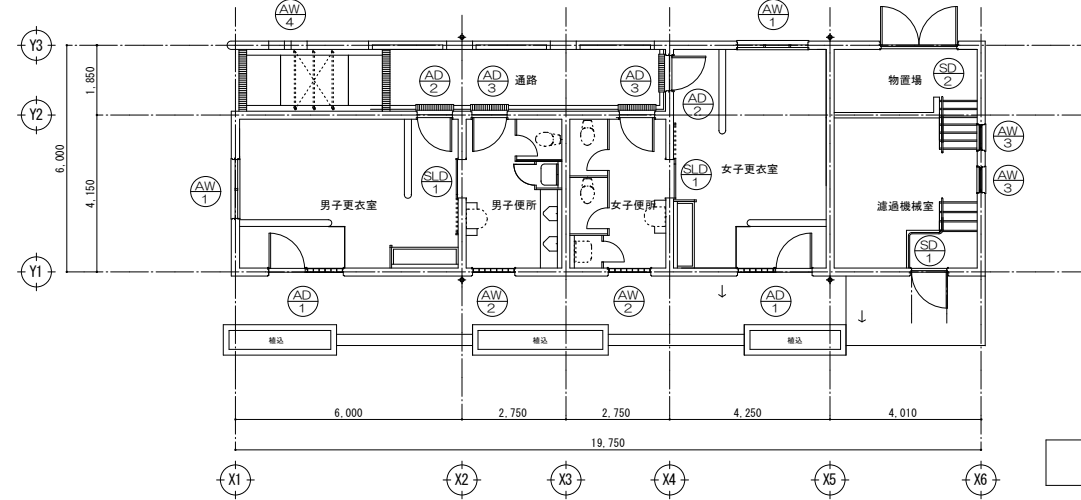 AW 4
AW 1
Y3
1,850
AD 2
AD 3
通路
AD 3
物置場
SD 2
AD 2
Y2
6,000
AW 3
4,150
AW 1
男子更衣室
SLD 1
男子便所
女子便所
SLD 1
女子更衣室
濾過機械室
AW 3
SD 1
Y1
AD 1
AW 2
AW 2
AD 1
植込
植込
植込
6,000
2,750
2,750
4,250
4,010
19,750
X1
X2
X3
X4
X5
X6